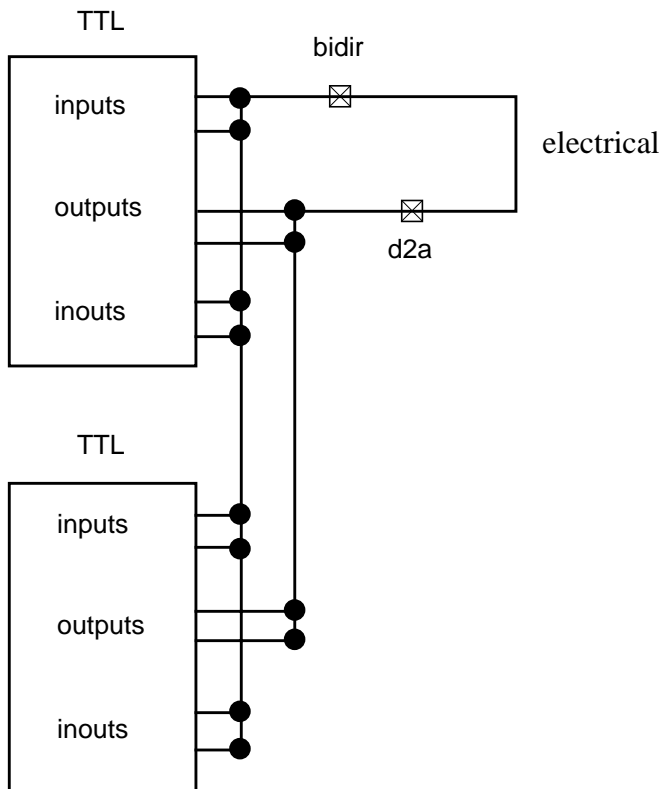 TTL
bidir
inputs
electrical
outputs
d2a
inouts
TTL
inputs
outputs
inouts